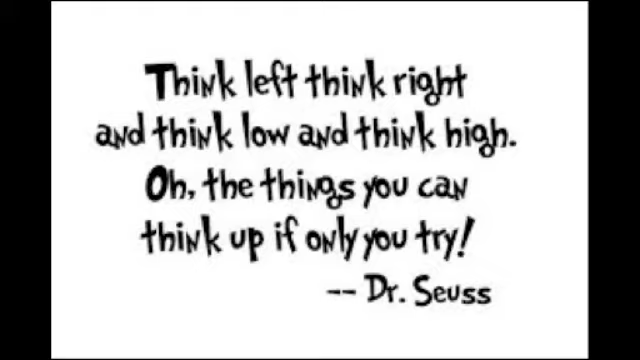 Think left think right
and think low and think high.
Oh, the things you can
think up if only you try!
-- Dr. Seuss